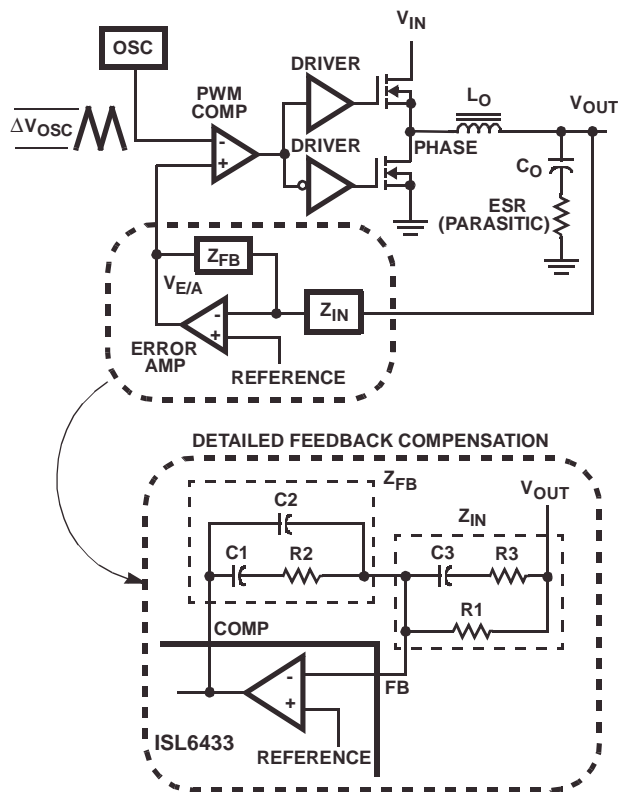 V_IN
OSC
DRIVER
L_O
V_OUT
PWM
COMP
ΔV_OSC
-
+
DRIVER
PHASE
C_O
ESR
(PARASITIC)
Z_FB
V_E/A
-
+
Z_IN
ERROR
AMP
REFERENCE
DETAILED FEEDBACK COMPENSATION
Z_FB
V_OUT
C2
Z_IN
C1
R2
C3
R3
R1
COMP
-
+
FB
ISL6433
REFERENCE